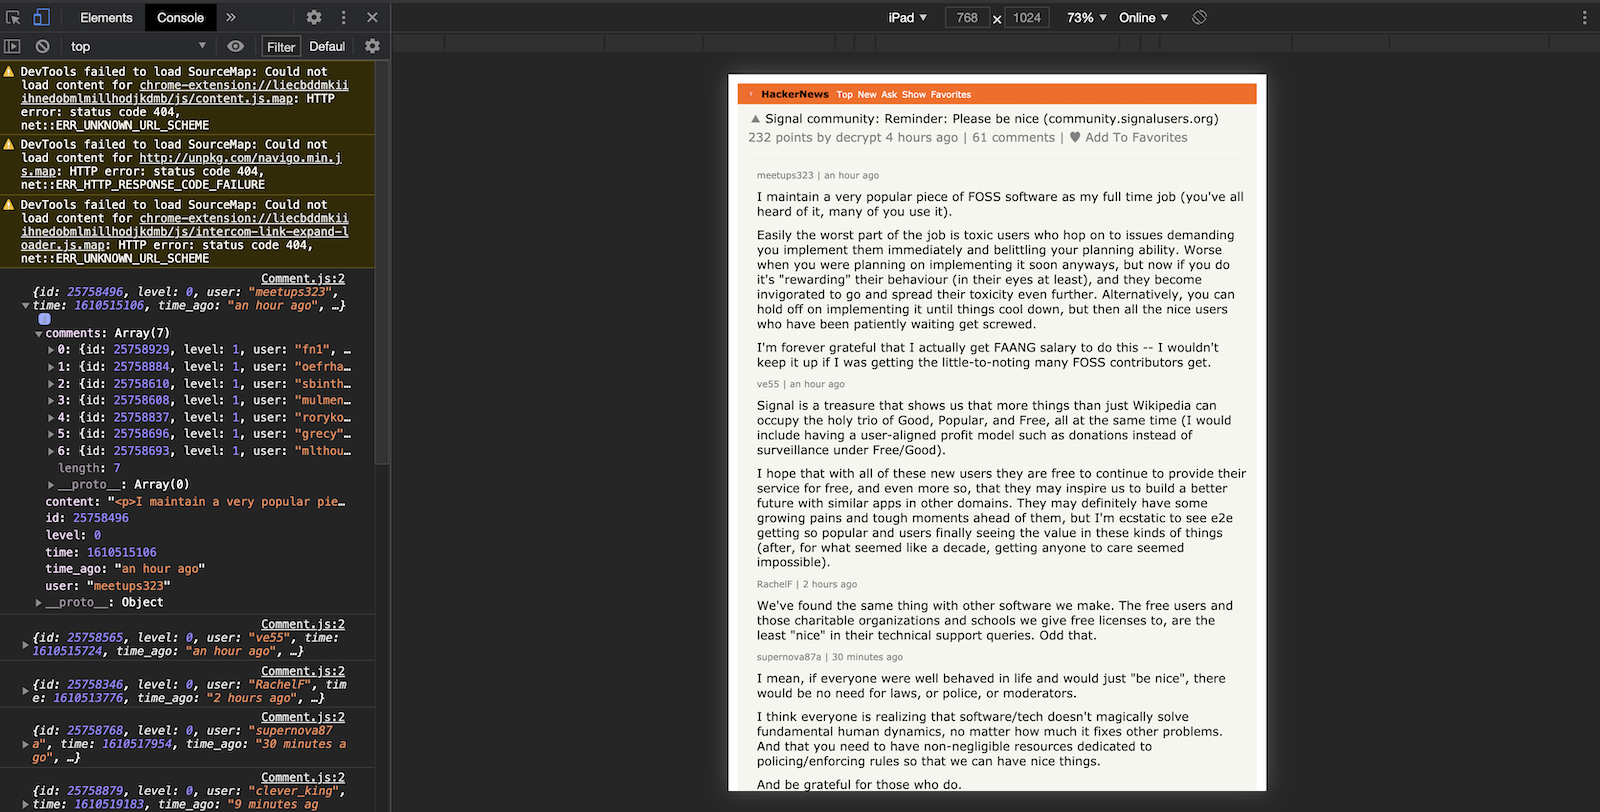 Elements Console »
iPad ▼ 768 × 1024 73% ▼ Online ▼
top ▼ Filter Defaul
DevTools failed to load SourceMap: Could not
load content for chrome-extension://liecbddmkii
ihnedobmlmillhodjkdmb/js/content.js.map: HTTP
error: status code 404,
net::ERR_UNKNOWN_URL_SCHEME
DevTools failed to load SourceMap: Could not
load content for http://unpkg.com/navigo.min.j
s.map: HTTP error: status code 404,
net::ERR_HTTP_RESPONSE_CODE_FAILURE
DevTools failed to load SourceMap: Could not
load content for chrome-extension://liecbddmkii
ihnedobmlmillhodjkdmb/js/intercom-link-expand-l
oader.js.map: HTTP error: status code 404,
net::ERR_UNKNOWN_URL_SCHEME
Comment.js:2
{id: 25758496, level: 0, user: "meetups323",
time: 1610515106, time_ago: "an hour ago", …}
i
comments: Array(7)
0: {id: 25758929, level: 1, user: "fn1", …
1: {id: 25758884, level: 1, user: "oefrha…
2: {id: 25758610, level: 1, user: "sbinth…
3: {id: 25758608, level: 1, user: "mulmen…
4: {id: 25758837, level: 1, user: "roryko…
5: {id: 25758696, level: 1, user: "grecy"…
6: {id: 25758693, level: 1, user: "mlthou…
length: 7
__proto__: Array(0)
content: "<p>I maintain a very popular pie…
id: 25758496
level: 0
time: 1610515106
time_ago: "an hour ago"
user: "meetups323"
__proto__: Object
Comment.js:2
{id: 25758565, level: 0, user: "ve55", time:
1610515724, time_ago: "an hour ago", …}
Comment.js:2
{id: 25758346, level: 0, user: "RachelF", tim
e: 1610513776, time_ago: "2 hours ago", …}
Comment.js:2
{id: 25758768, level: 0, user: "supernova87
a", time: 1610517954, time_ago: "30 minutes a
go", …}
Comment.js:2
{id: 25758879, level: 0, user: "clever_king",
time: 1610519183, time_ago: "9 minutes ag
Y HackerNews Top New Ask Show Favorites
Signal community: Reminder: Please be nice (community.signalusers.org)
232 points by decrypt 4 hours ago | 61 comments | ♥ Add To Favorites
meetups323 | an hour ago
I maintain a very popular piece of FOSS software as my full time job (you've all
heard of it, many of you use it).
Easily the worst part of the job is toxic users who hop on to issues demanding
you implement them immediately and belittling your planning ability. Worse
when you were planning on implementing it soon anyways, but now if you do
it's "rewarding" their behaviour (in their eyes at least), and they become
invigorated to go and spread their toxicity even further. Alternatively, you can
hold off on implementing it until things cool down, but then all the nice users
who have been patiently waiting get screwed.
I'm forever grateful that I actually get FAANG salary to do this -- I wouldn't
keep it up if I was getting the little-to-noting many FOSS contributors get.
ve55 | an hour ago
Signal is a treasure that shows us that more things than just Wikipedia can
occupy the holy trio of Good, Popular, and Free, all at the same time (I would
include having a user-aligned profit model such as donations instead of
surveillance under Free/Good).
I hope that with all of these new users they are free to continue to provide their
service for free, and even more so, that they may inspire us to build a better
future with similar apps in other domains. They may definitely have some
growing pains and tough moments ahead of them, but I'm ecstatic to see e2e
getting so popular and users finally seeing the value in these kinds of things
(after, for what seemed like a decade, getting anyone to care seemed
impossible).
RachelF | 2 hours ago
We've found the same thing with other software we make. The free users and
those charitable organizations and schools we give free licenses to, are the
least "nice" in their technical support queries. Odd that.
supernova87a | 30 minutes ago
I mean, if everyone were well behaved in life and would just "be nice", there
would be no need for laws, or police, or moderators.
I think everyone is realizing that software/tech doesn't magically solve
fundamental human dynamics, no matter how much it fixes other problems.
And that you need to have non-negligible resources dedicated to
policing/enforcing rules so that we can have nice things.
And be grateful for those who do.